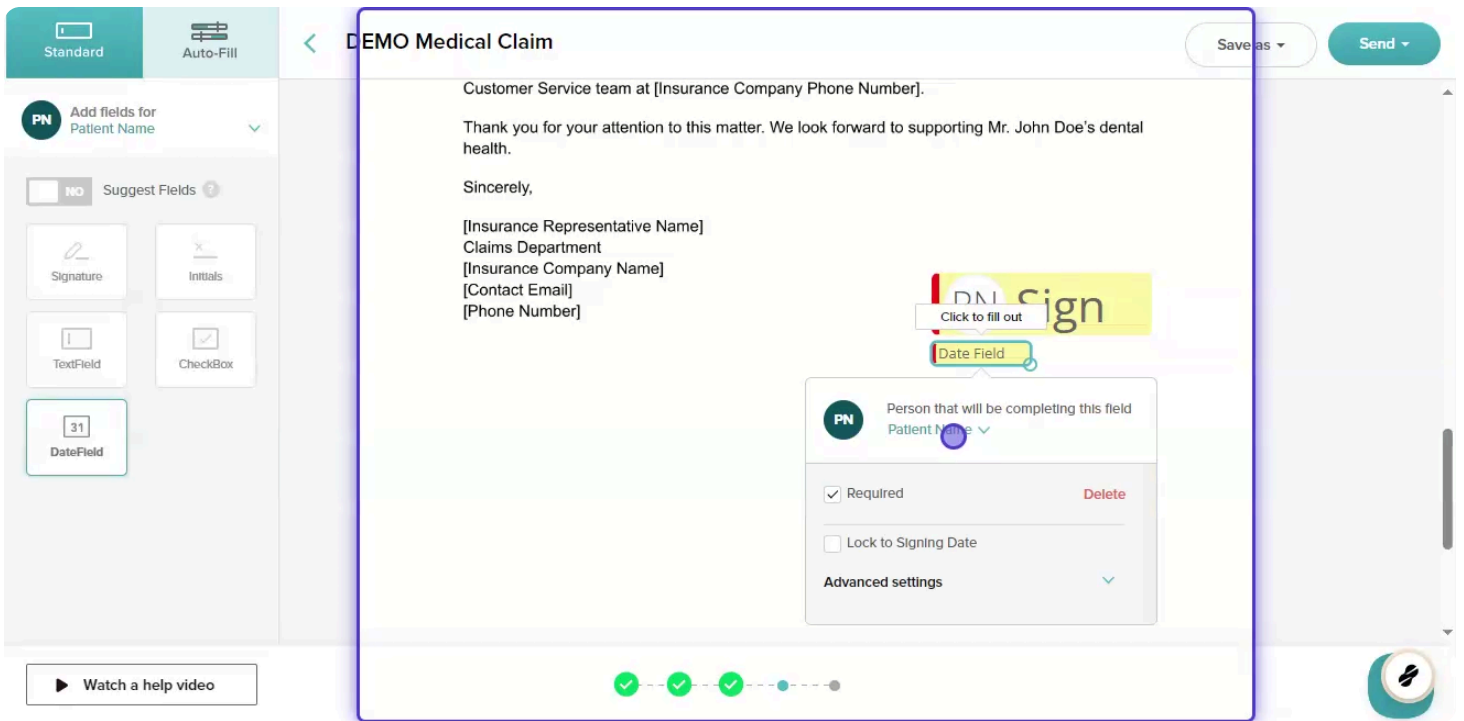 Standard
Auto-Fill
DEMO Medical Claim
Save as
Send
PN
Add fields for
Patient Name
NO
Suggest Fields ?
Signature
Initials
TextField
CheckBox
31
DateField
Customer Service team at [Insurance Company Phone Number].
Thank you for your attention to this matter. We look forward to supporting Mr. John Doe's dental
health.
Sincerely,
[Insurance Representative Name]
Claims Department
[Insurance Company Name]
[Contact Email]
[Phone Number]
PN Sign
Click to fill out
Date Field
PN
Person that will be completing this field
Patient Name
Required
Delete
Lock to Signing Date
Advanced settings
Watch a help video